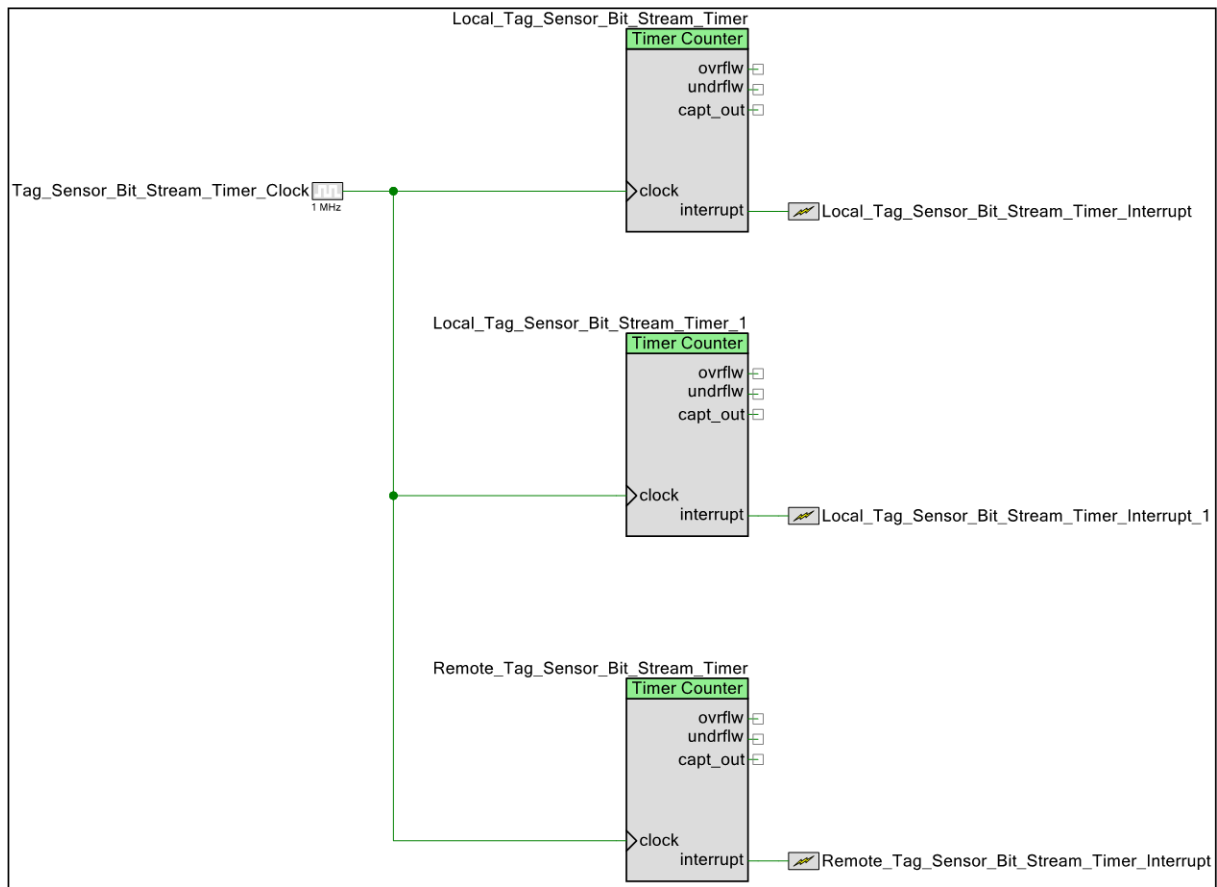 Local_Tag_Sensor_Bit_Stream_Timer
Timer Counter
ovrflw
undrflw
capt_out
Tag_Sensor_Bit_Stream_Timer_Clock
1 MHz
clock
interrupt
Local_Tag_Sensor_Bit_Stream_Timer_Interrupt
Local_Tag_Sensor_Bit_Stream_Timer_1
Timer Counter
ovrflw
undrflw
capt_out
clock
interrupt
Local_Tag_Sensor_Bit_Stream_Timer_Interrupt_1
Remote_Tag_Sensor_Bit_Stream_Timer
Timer Counter
ovrflw
undrflw
capt_out
clock
interrupt
Remote_Tag_Sensor_Bit_Stream_Timer_Interrupt